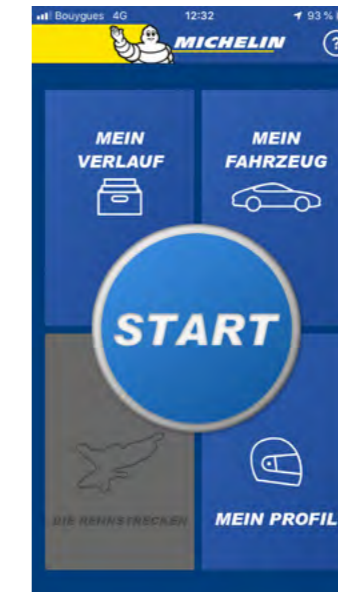 Bouygues 4G 12:32 93 %
MICHELIN ?
MEIN
VERLAUF
MEIN
FAHRZEUG
START
DIE RENNSTRECKEN
MEIN PROFIL